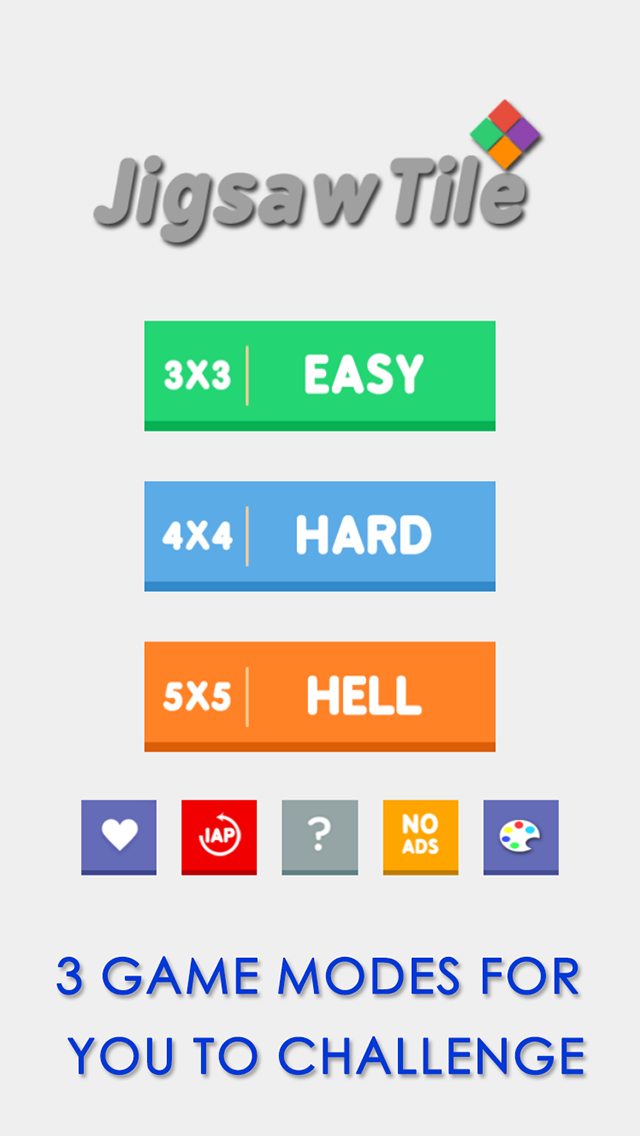 JigsawTile
3X3 EASY
4X4 HARD
5X5 HELL
IAP
?
NO
ADS
3 GAME MODES FOR
YOU TO CHALLENGE